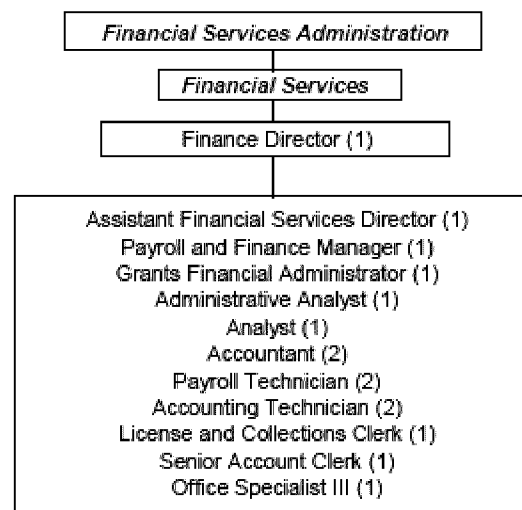 Financial Services Administration
Financial Services
Finance Director (1)
Assistant Financial Services Director (1)
Payroll and Finance Manager (1)
Grants Financial Administrator (1)
Administrative Analyst (1)
Analyst (1)
Accountant (2)
Payroll Technician (2)
Accounting Technician (2)
License and Collections Clerk (1)
Senior Account Clerk (1)
Office Specialist III (1)